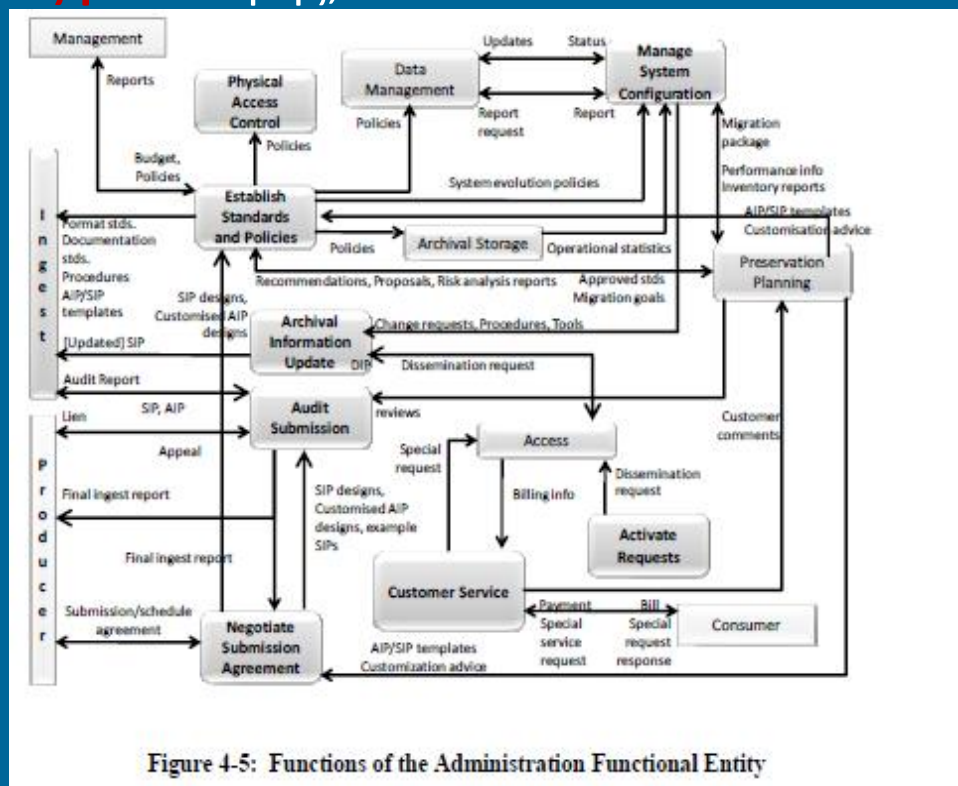 Management
Reports
Physical
Access
Control
Policies
Data
Management
Updates
Status
Report
request
Report
Manage
System
Configuration
Policies
Migration
package
Performance info
Inventory reports
Budget,
Policies
System evolution policies
Establish
Standards
and Policies
Policies
Archival Storage
Operational statistics
AIP/SIP templates
Customisation advice
Preservation
Planning
Ingest
Format stds.
Documentation
stds.
Procedures
AIP/SIP
templates
Recommendations, Proposals, Risk analysis reports
Approved stds
Migration goals
SIP designs,
Customised AIP
designs
Archival
Information
Update
Change requests, Procedures, Tools
[Updated] SIP
DIP
Dissemination request
Audit Report
SIP, AIP
Audit
Submission
reviews
Lien
Appeal
Access
Special
request
Billing info
Dissemination
request
Customer
comments
Producer
Final ingest report
SIP designs,
Customised AIP
designs, example
SIPs
Activate
Requests
Final ingest report
Customer Service
Submission/schedule
agreement
Negotiate
Submission
Agreement
Payment
Special
service
request
Bill
Special
request
response
Consumer
AIP/SIP templates
Customization advice
Figure 4-5: Functions of the Administration Functional Entity